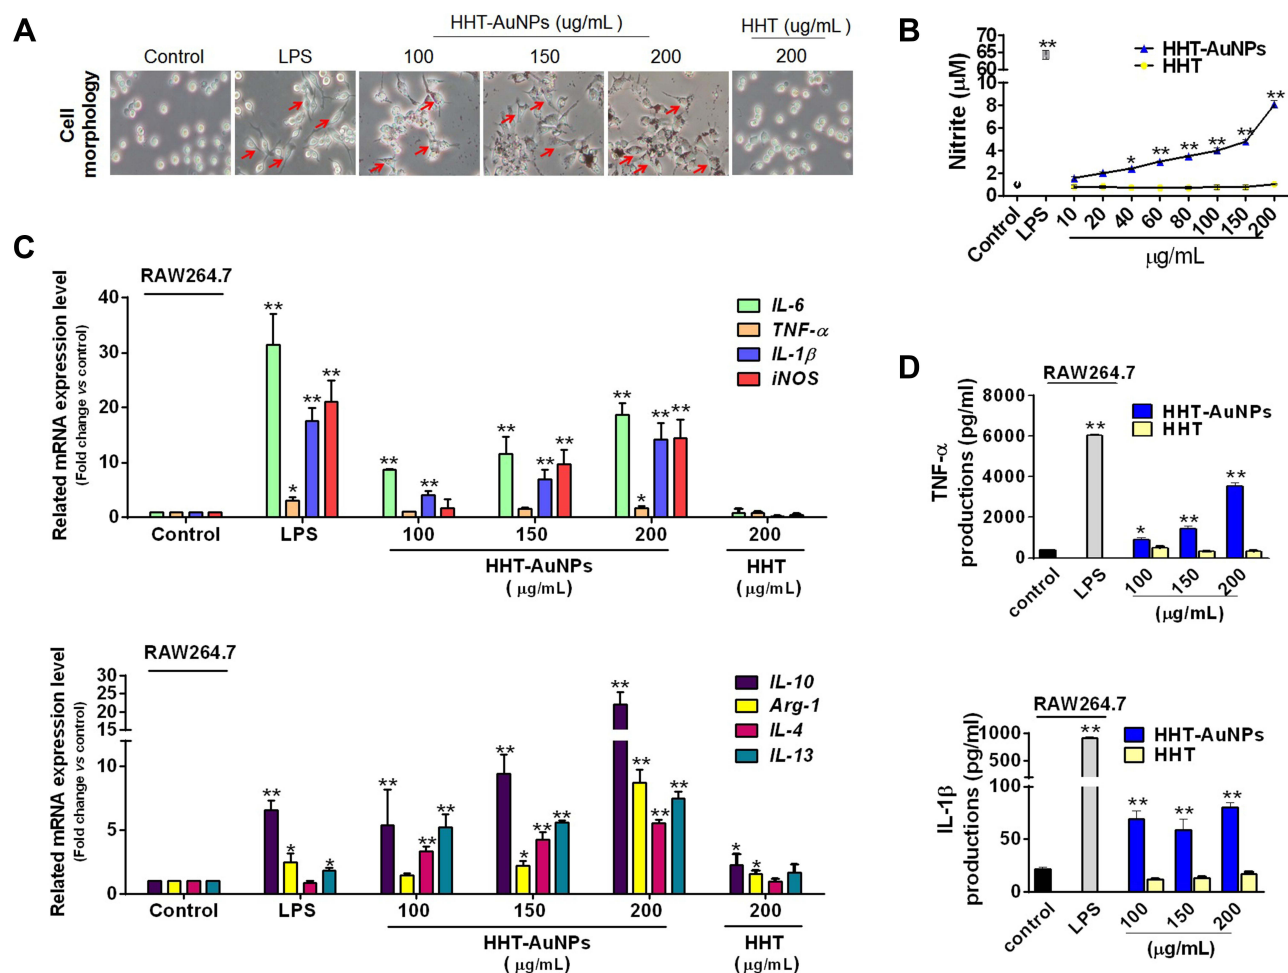 A
HHT-AuNPs (ug/mL )
HHT (ug/mL )
Control
LPS
100
150
200
200
Cell
morphology
B
HHT-AuNPs
HHT
Nitrite (μM)
70
65
60
10
8
6
4
2
0
**
*
**
**
**
**
**
Control
LPS
10
20
40
60
80
100
150
200
μg/mL
C
RAW264.7
Related mRNA expression level
(Fold change vs control)
40
30
20
10
0
IL-6
TNF-α
IL-1β
iNOS
**
*
**
**
**
**
**
**
**
**
*
**
**
Control
LPS
100
150
200
200
HHT-AuNPs
HHT
( μg/mL)
( μg/mL)
RAW264.7
Related mRNA expression level
(Fold change vs control)
30
25
20
15
10
5
0
IL-10
Arg-1
IL-4
IL-13
**
*
*
**
**
**
**
*
**
**
**
**
**
**
*
*
Control
LPS
100
150
200
200
HHT-AuNPs
HHT
( μg/mL)
( μg/mL)
D
RAW264.7
TNF-α
productions (pg/ml)
8000
6000
4000
2000
0
HHT-AuNPs
HHT
**
*
**
**
control
LPS
100
150
200
(μg/mL)
RAW264.7
IL-1β
productions (pg/ml)
1000
500
100
50
0
HHT-AuNPs
HHT
**
**
**
**
control
LPS
100
150
200
(μg/mL)